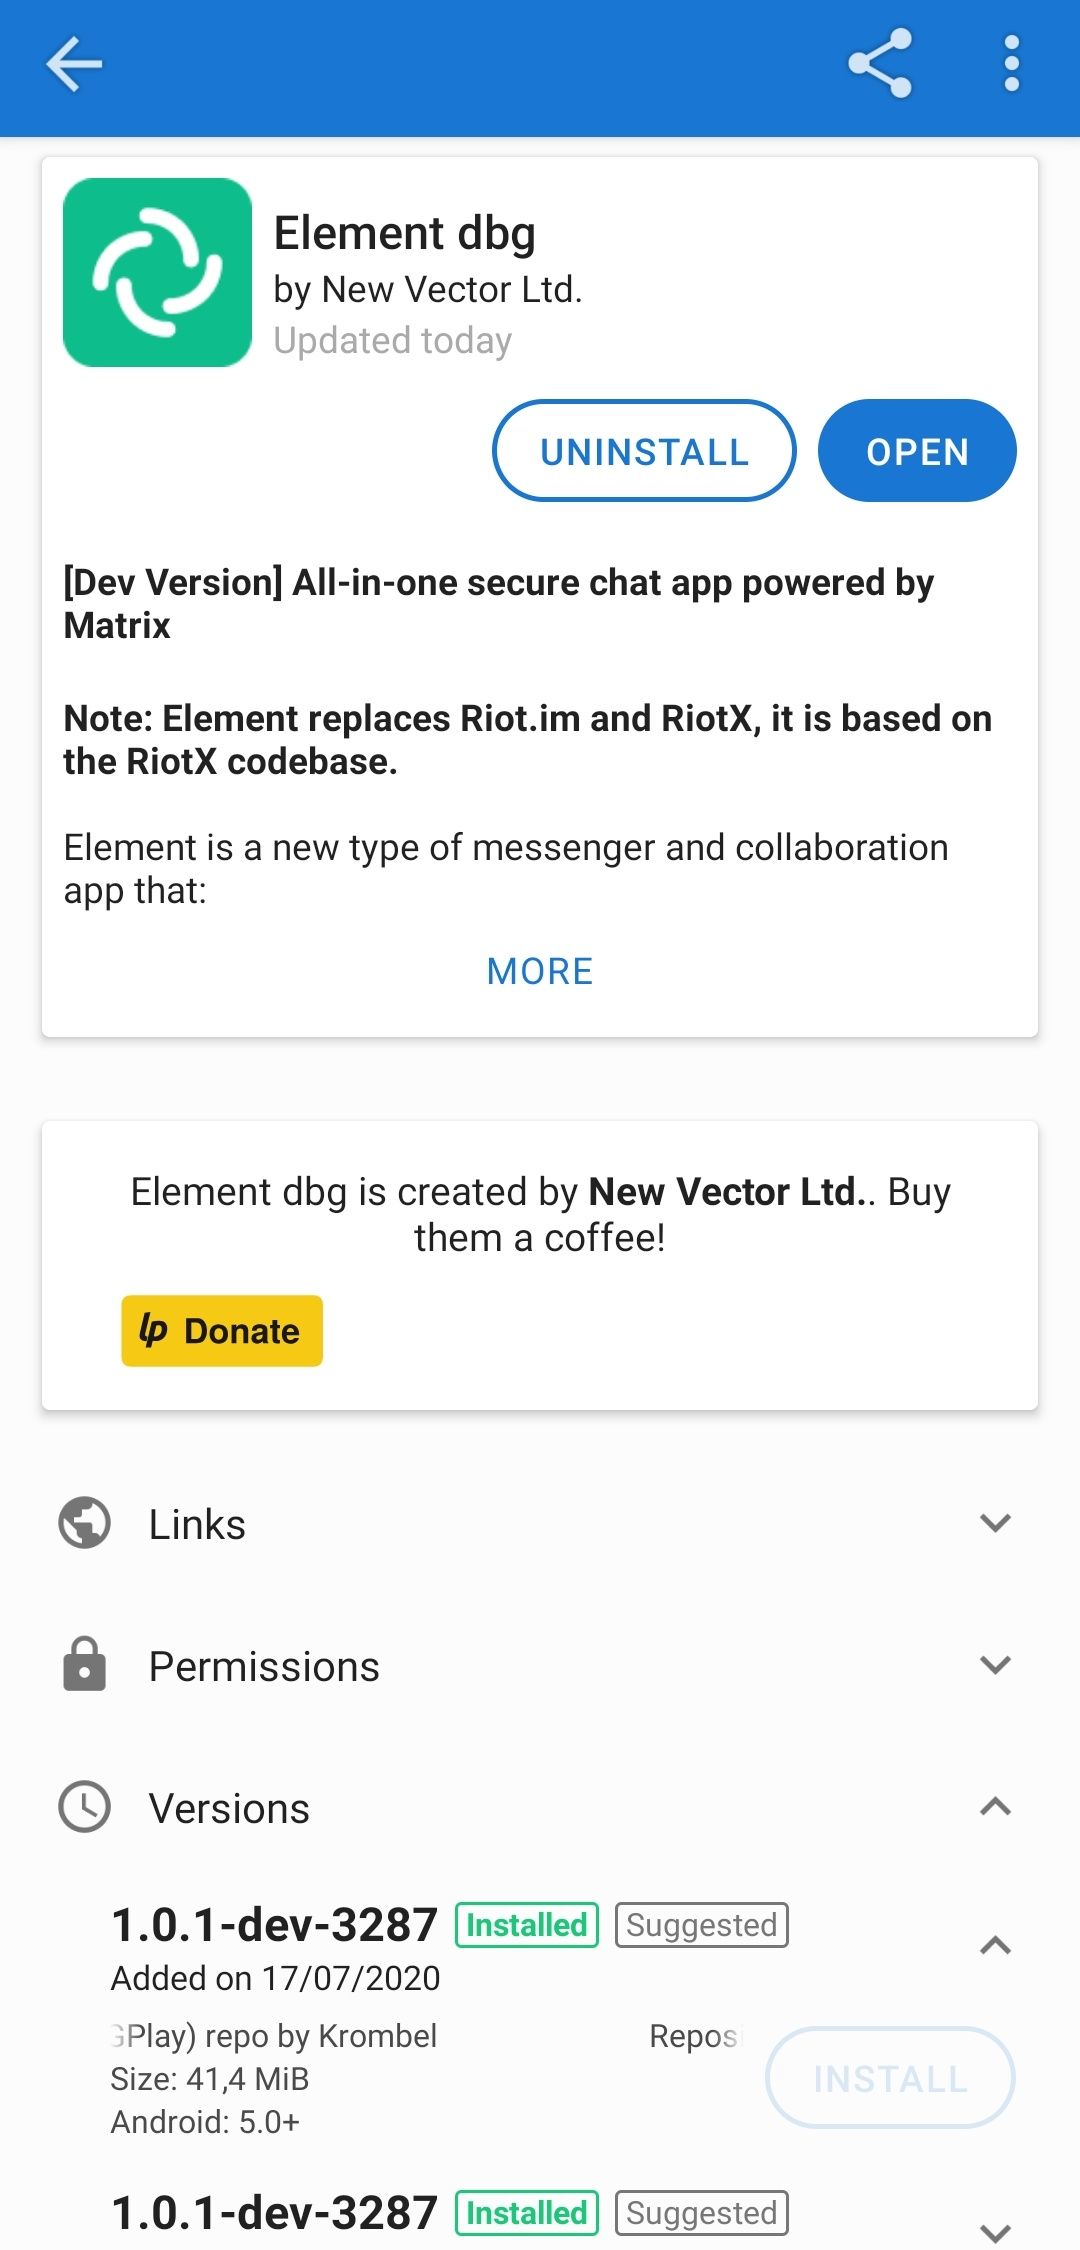 Element dbg
by New Vector Ltd.
Updated today
UNINSTALL
OPEN
[Dev Version] All-in-one secure chat app powered by
Matrix
Note: Element replaces Riot.im and RiotX, it is based on
the RiotX codebase.
Element is a new type of messenger and collaboration
app that:
MORE
Element dbg is created by New Vector Ltd.. Buy
them a coffee!
Donate
Links
Permissions
Versions
1.0.1-dev-3287 Installed Suggested
Added on 17/07/2020
GPlay) repo by Krombel Repos
Size: 41,4 MiB
INSTALL
Android: 5.0+
1.0.1-dev-3287 Installed Suggested